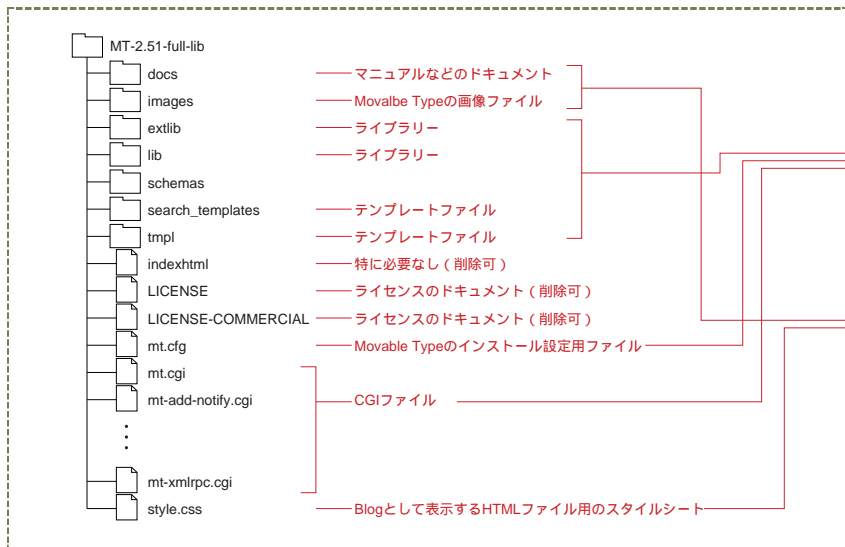 MT-2.51-full-lib
docs マニュアルなどのドキュメント
images Movalbe Typeの画像ファイル
extlib ライブラリー
lib ライブラリー
schemas
search_templates テンプレートファイル
tmpl テンプレートファイル
indexhtml 特に必要なし（削除可）
LICENSE ライセンスのドキュメント（削除可）
LICENSE-COMMERCIAL ライセンスのドキュメント（削除可）
mt.cfg Movable Typeのインストール設定用ファイル
mt.cgi
mt-add-notify.cgi CGIファイル
mt-xmlrpc.cgi
style.css Blogとして表示するHTMLファイル用のスタイルシート